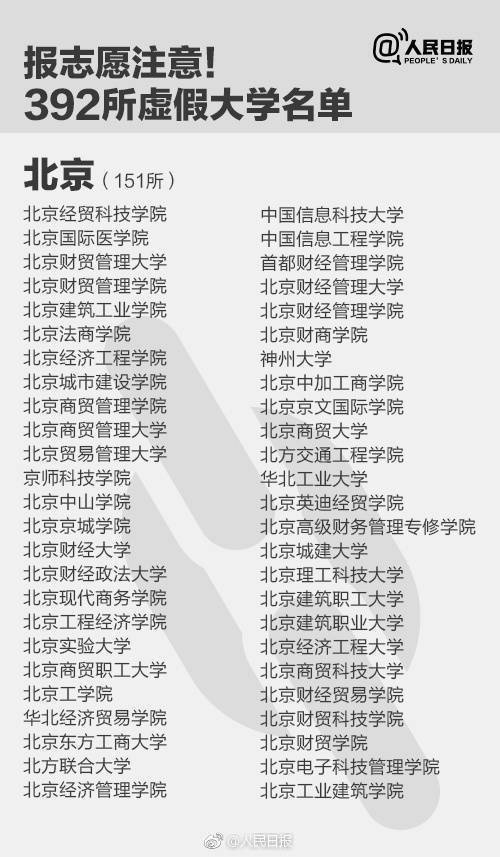 @人民日报
PEOPLE'S DAILY
报志愿注意!
392所虚假大学名单
北京（151所）
北京经贸科技学院
北京国际医学院
北京财贸管理大学
北京财贸管理学院
北京建筑工业学院
北京法商学院
北京经济工程学院
北京城市建设学院
北京商贸管理学院
北京商贸管理大学
北京贸易管理大学
京师科技学院
北京中山学院
北京京城学院
北京财经大学
北京财经政法大学
北京现代商务学院
北京工程经济学院
北京实验大学
北京商贸职工大学
北京工学院
华北经济贸易学院
北京东方工商大学
北方联合大学
北京经济管理学院
中国信息科技大学
中国信息工程学院
首都财经管理学院
北京财经管理大学
北京财经管理学院
北京财商学院
神州大学
北京中加工商学院
北京京文国际学院
北京商贸大学
北方交通工程学院
华北工业大学
北京英迪经贸学院
北京高级财务管理专修学院
北京城建大学
北京理工科技大学
北京建筑职工大学
北京建筑职业大学
北京经济工程大学
北京商贸科技大学
北京财经贸易学院
北京财贸科技学院
北京财贸学院
北京电子科技管理学院
北京工业建筑学院
@人民日报